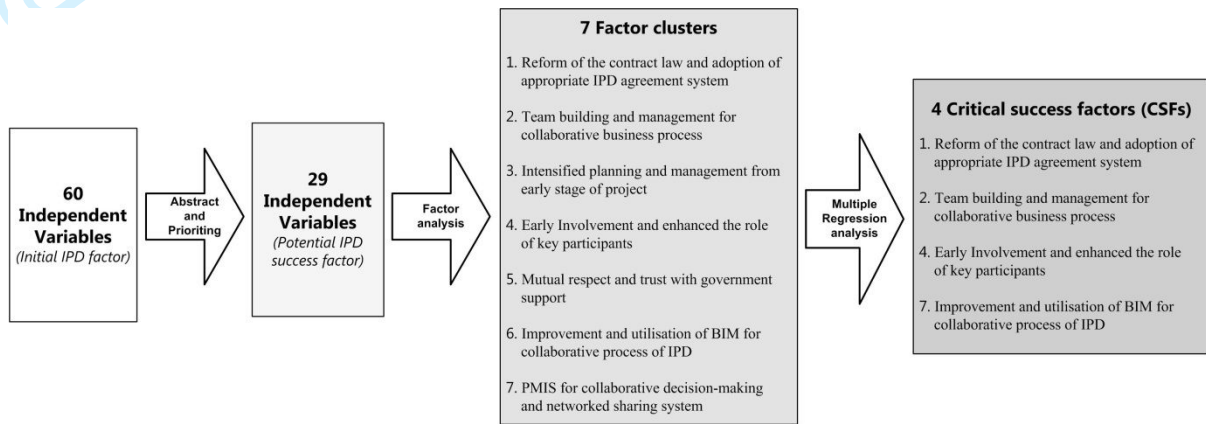 60
Independent
Variables
(Initial IPD factor)
Abstract
and
Prioriting
29
Independent
Variables
(Potential IPD
success factor)
Factor
analysis
7 Factor clusters
1. Reform of the contract law and adoption of
appropriate IPD agreement system
2. Team building and management for
collaborative business process
3. Intensified planning and management from
early stage of project
4. Early Involvement and enhanced the role
of key participants
5. Mutual respect and trust with government
support
6. Improvement and utilisation of BIM for
collaborative process of IPD
7. PMIS for collaborative decision-making
and networked sharing system
Multiple
Regression
analysis
4 Critical success factors (CSFs)
1. Reform of the contract law and adoption of
appropriate IPD agreement system
2. Team building and management for
collaborative business process
4. Early Involvement and enhanced the role
of key participants
7. Improvement and utilisation of BIM for
collaborative process of IPD